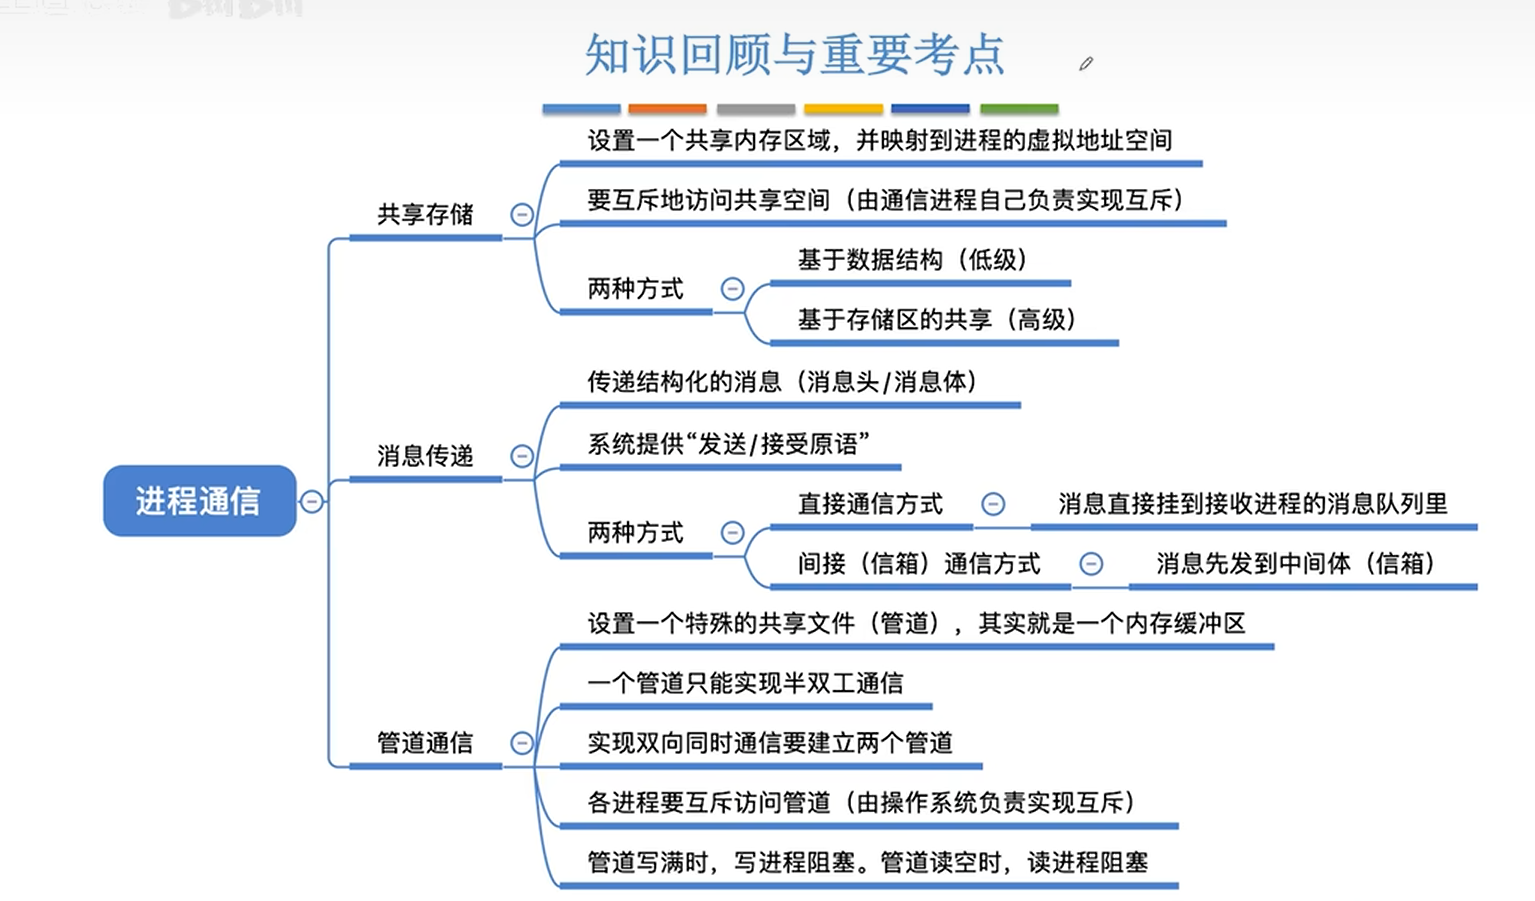 知识回顾与重要考点
进程通信
共享存储
设置一个共享内存区域，并映射到进程的虚拟地址空间
要互斥地访问共享空间（由通信进程自己负责实现互斥）
两种方式
基于数据结构（低级）
基于存储区的共享（高级）
消息传递
传递结构化的消息（消息头/消息体）
系统提供“发送/接受原语”
两种方式
直接通信方式
消息直接挂到接收进程的消息队列里
间接（信箱）通信方式
消息先发到中间体（信箱）
管道通信
设置一个特殊的共享文件（管道），其实就是一个内存缓冲区
一个管道只能实现半双工通信
实现双向同时通信要建立两个管道
各进程要互斥访问管道（由操作系统负责实现互斥）
管道写满时，写进程阻塞。管道读空时，读进程阻塞